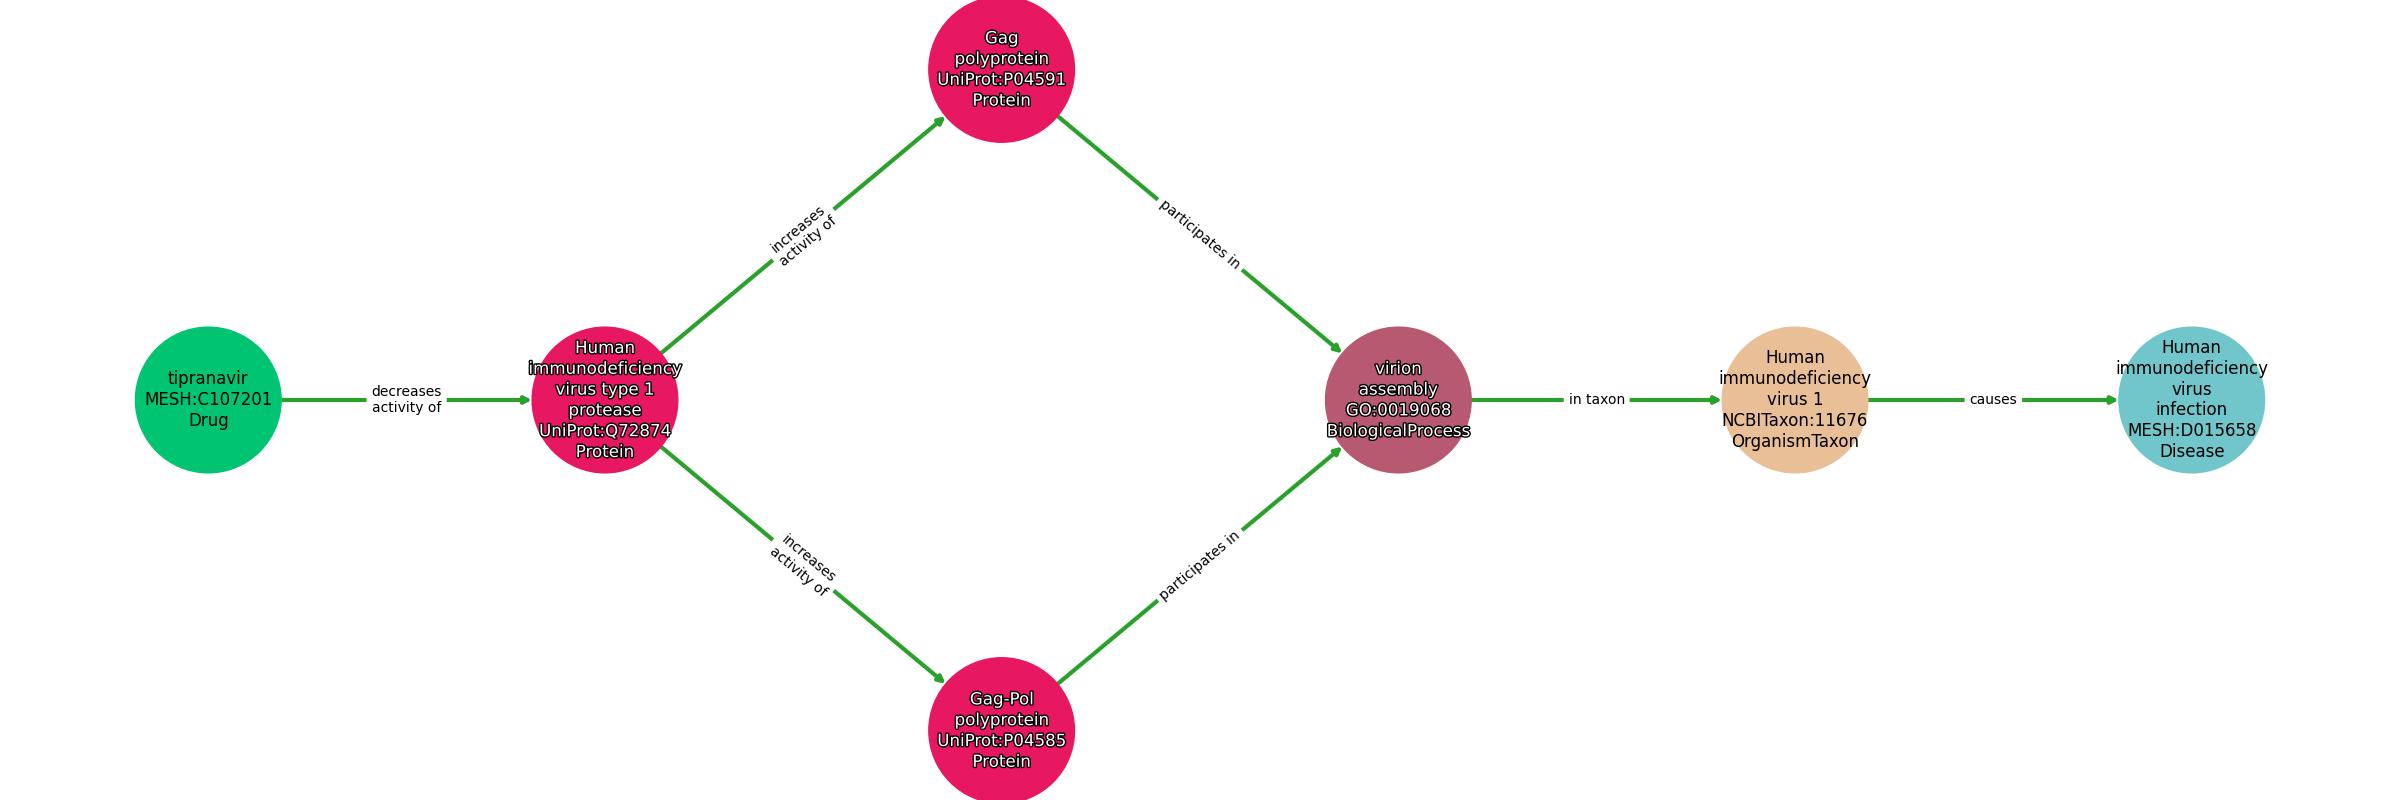 Gag
polyprotein
UniProt:P04591
Protein
increases
activity of
participates in
tipranavir
MESH:C107201
Drug
decreases
activity of
Human
immunodeficiency
virus type 1
protease
UniProt:Q72874
Protein
virion
assembly
GO:0019068
BiologicalProcess
in taxon
Human
immunodeficiency
virus 1
NCBITaxon:11676
OrganismTaxon
causes
Human
immunodeficiency
virus
infection
MESH:D015658
Disease
increases
activity of
participates in
Gag-Pol
polyprotein
UniProt:P04585
Protein